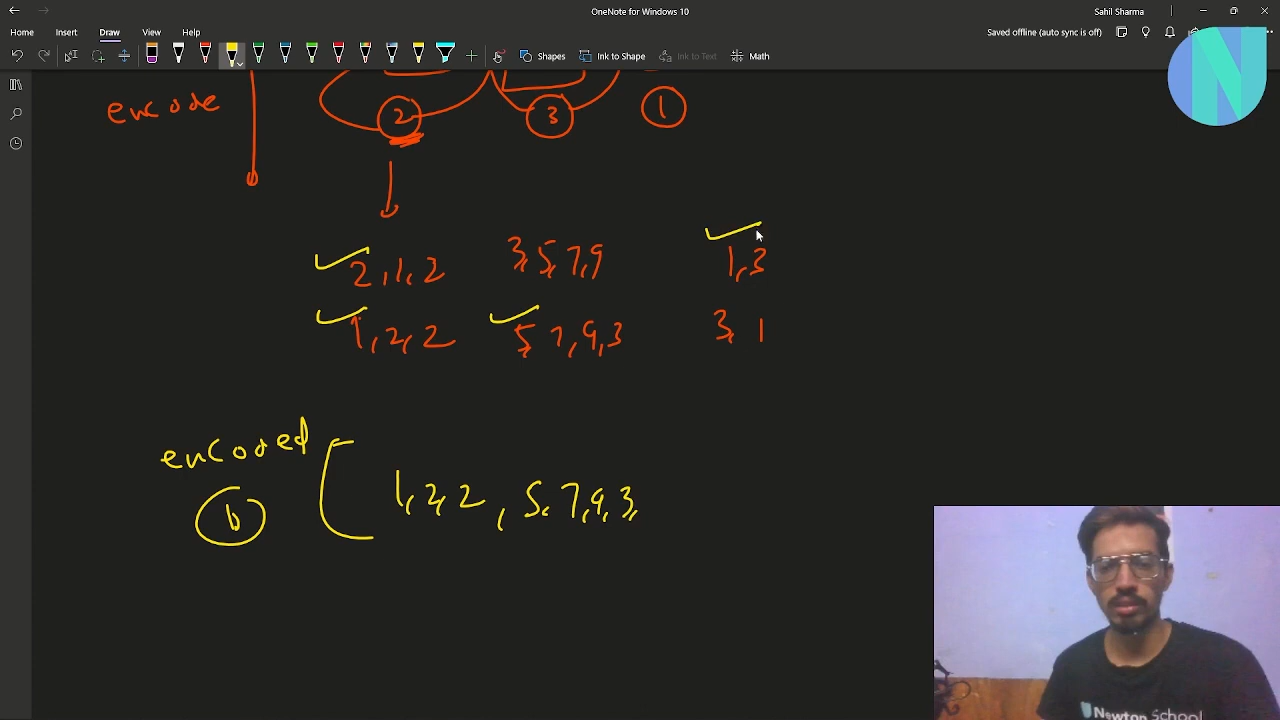 OneNote for Windows 10
Sahil Sharma
Home Insert Draw View Help
Saved offline (auto sync is off)
Shapes Ink to Shape Ink to Text Math
encode
2 3 1
2,1,2 3,5,7,9 1,3
1,2,2 5,7,9,3 3,1
encoded
b
1,2,2, 5,7,9,3,
Newton School